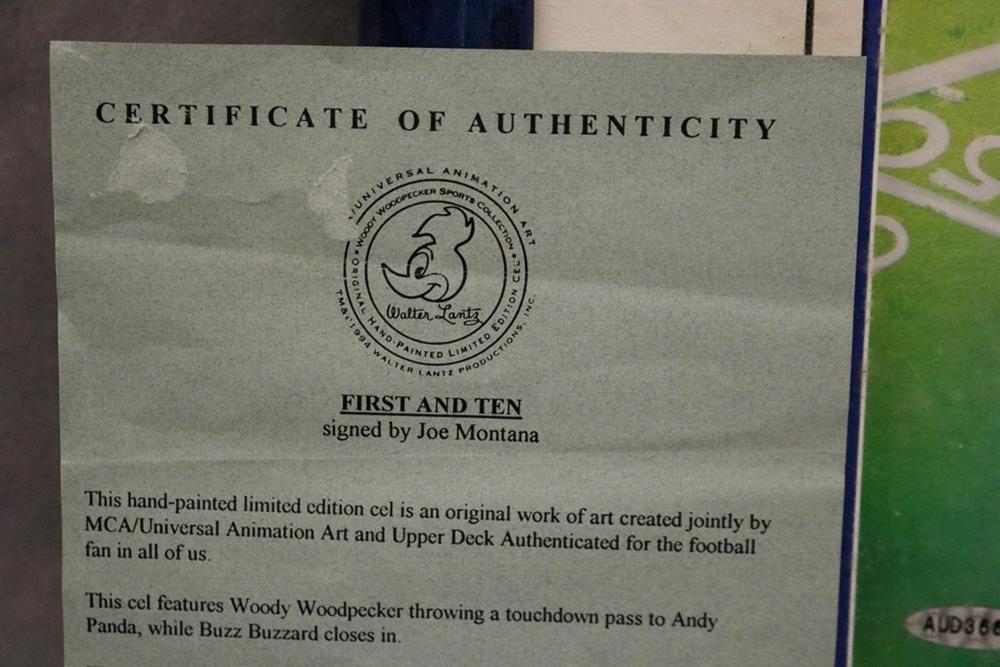 CERTIFICATE OF AUTHENTICITY
/UNIVERSAL ANIMATION ART
WOODY WOODPECKER SPORTS COLLECTION
ORIGINAL HAND-PAINTED LIMITED EDITION CEL
1994 WALTER LANTZ PRODUCTIONS, INC.
Walter Lantz
FIRST AND TEN
signed by Joe Montana
This hand-painted limited edition cel is an original work of art created jointly by
MCA/Universal Animation Art and Upper Deck Authenticated for the football
fan in all of us.
This cel features Woody Woodpecker throwing a touchdown pass to Andy
Panda, while Buzz Buzzard closes in.